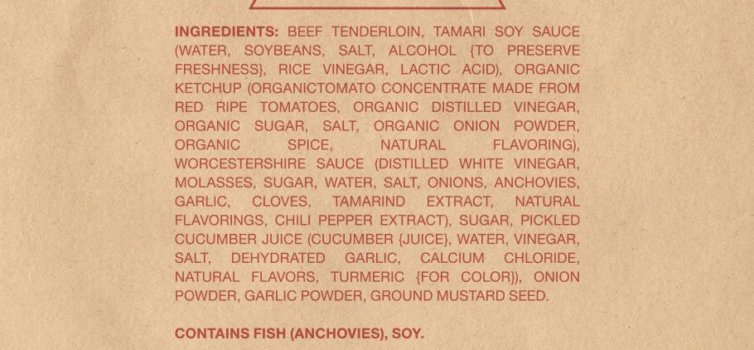 INGREDIENTS: BEEF TENDERLOIN, TAMARI SOY SAUCE
(WATER, SOYBEANS, SALT, ALCOHOL {TO PRESERVE
FRESHNESS}, RICE VINEGAR, LACTIC ACID), ORGANIC
KETCHUP (ORGANICTOMATO CONCENTRATE MADE FROM
RED RIPE TOMATOES, ORGANIC DISTILLED VINEGAR,
ORGANIC SUGAR, SALT, ORGANIC ONION POWDER,
ORGANIC SPICE, NATURAL FLAVORING),
WORCESTERSHIRE SAUCE (DISTILLED WHITE VINEGAR,
MOLASSES, SUGAR, WATER, SALT, ONIONS, ANCHOVIES,
GARLIC, CLOVES, TAMARIND EXTRACT, NATURAL
FLAVORINGS, CHILI PEPPER EXTRACT), SUGAR, PICKLED
CUCUMBER JUICE (CUCUMBER {JUICE}, WATER, VINEGAR,
SALT, DEHYDRATED GARLIC, CALCIUM CHLORIDE,
NATURAL FLAVORS, TURMERIC {FOR COLOR}), ONION
POWDER, GARLIC POWDER, GROUND MUSTARD SEED.
CONTAINS FISH (ANCHOVIES), SOY.